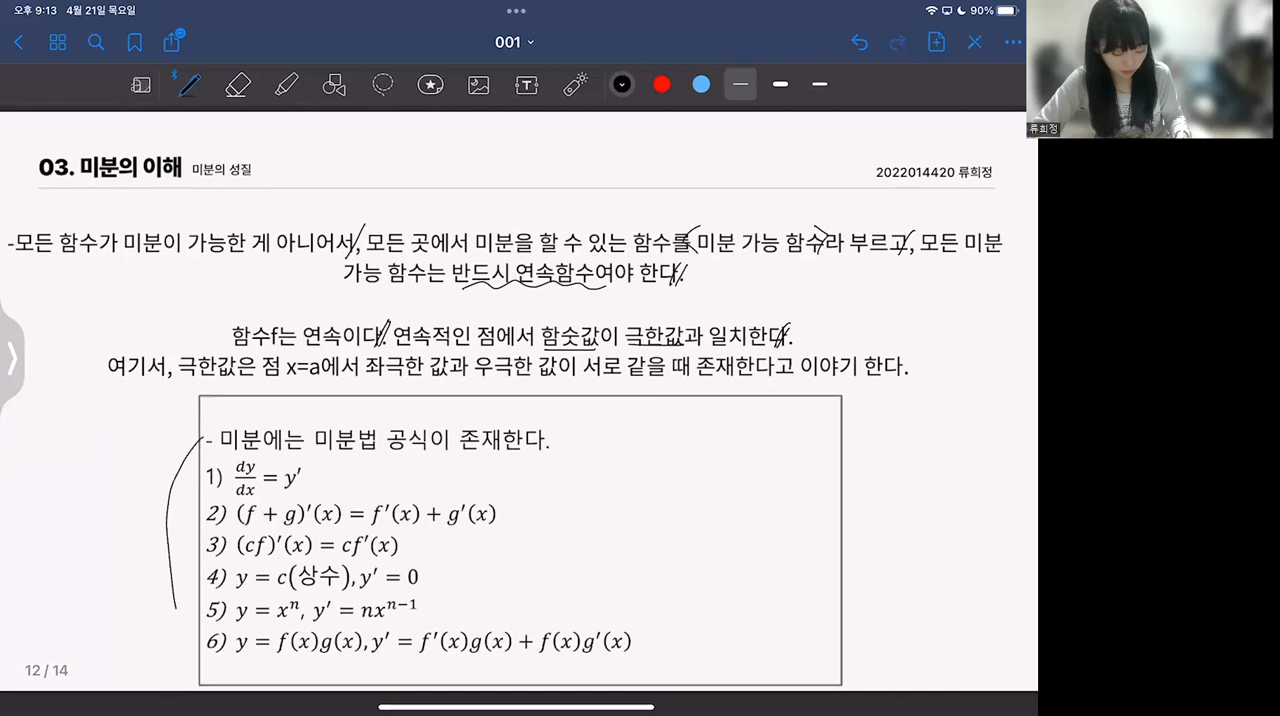 오후 9:13 4월 21일 목요일
90%
001
류희정
03. 미분의 이해 미분의 성질
2022014420 류희정
-모든 함수가 미분이 가능한 게 아니어서, 모든 곳에서 미분을 할 수 있는 함수를 <미분 가능 함수>라 부르고, 모든 미분
가능 함수는 반드시 연속함수여야 한다.
함수f는 연속이다. 연속적인 점에서 함숫값이 극한값과 일치한다.
여기서, 극한값은 점 x=a에서 좌극한 값과 우극한 값이 서로 같을 때 존재한다고 이야기 한다.
- 미분에는 미분법 공식이 존재한다.
1) dy/dx = y′
2) (f + g)′(x) = f′(x) + g′(x)
3) (cf)′(x) = cf′(x)
4) y = c(상수), y′ = 0
5) y = xⁿ, y′ = nxⁿ⁻¹
6) y = f(x)g(x), y′ = f′(x)g(x) + f(x)g′(x)
12 / 14